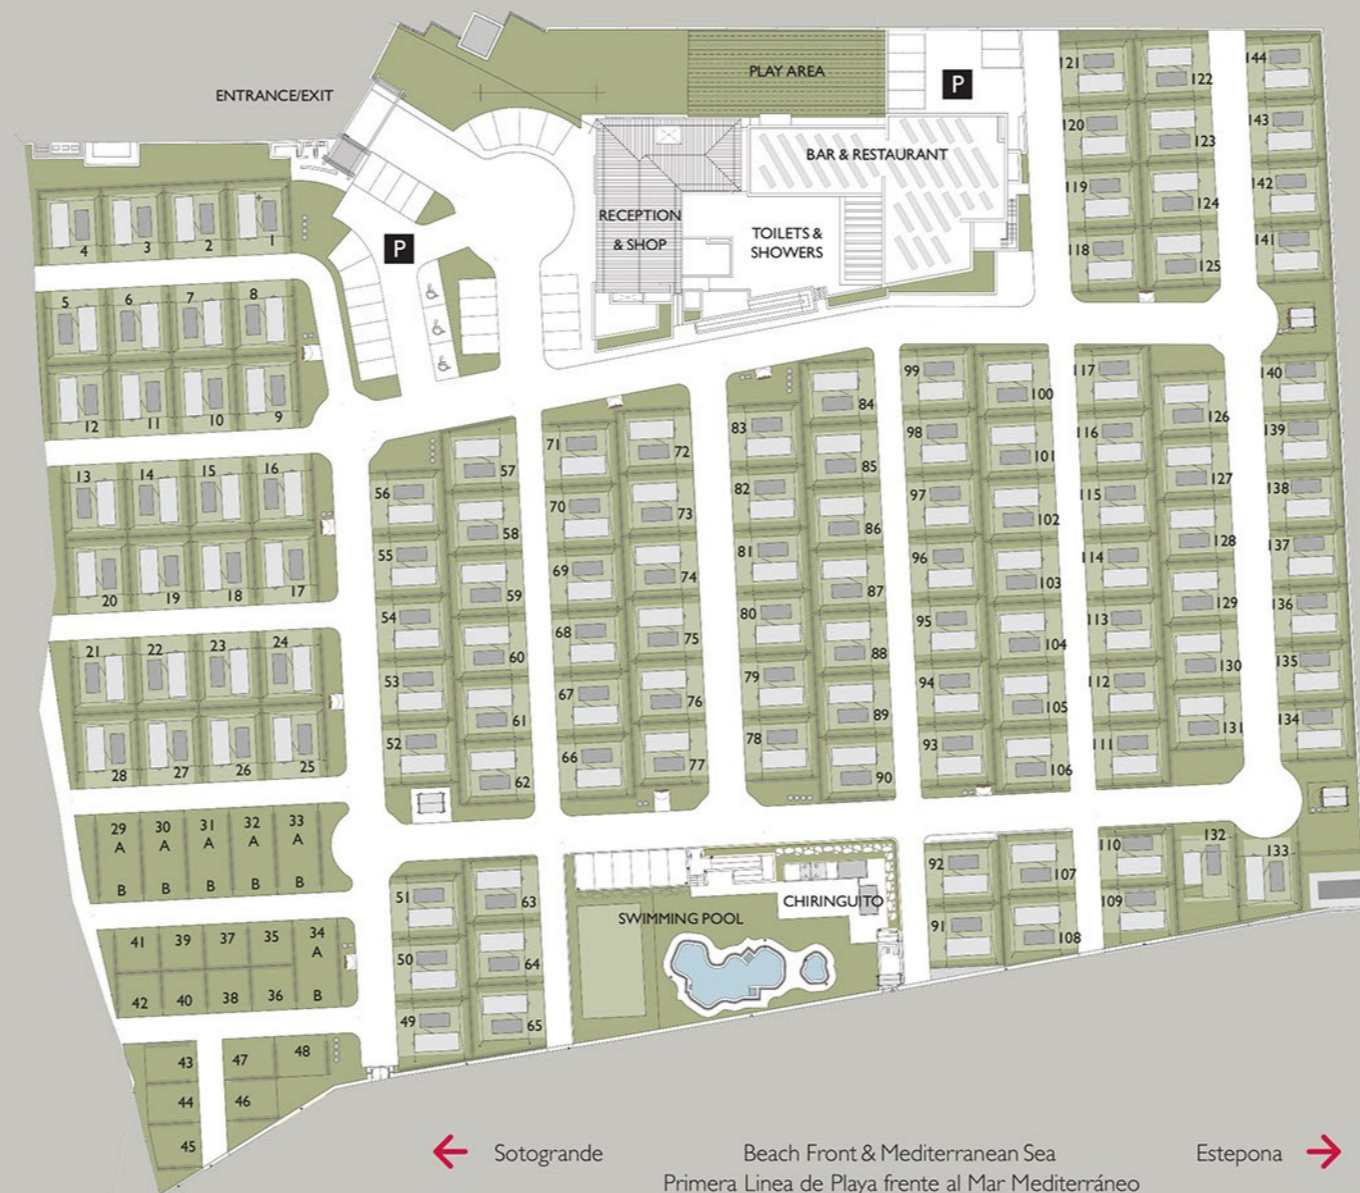 ENTRANCE/EXIT
PLAY AREA
P
BAR & RESTAURANT
RECEPTION
& SHOP
TOILETS &
SHOWERS
P
4 3 2 1
5 6 7 8
12 11 10 9
13 14 15 16
20 19 18 17
21 22 23 24
28 27 26 25
29 30 31 32 33
A A A A A
B B B B B
41 39 37 35 34
A
42 40 38 36 B
43 47 48
44 46
45
56 57
55 58
54 59
53 60
52 61
62
51 63
50 64
49 65
71 72
70 73
69 74
68 75
67 76
66 77
83 84
82 85
81 86
80 87
79 88
78 89
90
99 100
98 101
97 102
96 103
95 104
94 105
93 106
92 107
91 108
121 122
120 123
119 124
118 125
117 126
116 127
115 128
114 129
113 130
112 131
111
110 132 133
109
144
143
142
141
140
139
138
137
136
135
134
SWIMMING POOL
CHIRINGUITO
Sotogrande
Beach Front & Mediterranean Sea
Primera Linea de Playa frente al Mar Mediterráneo
Estepona